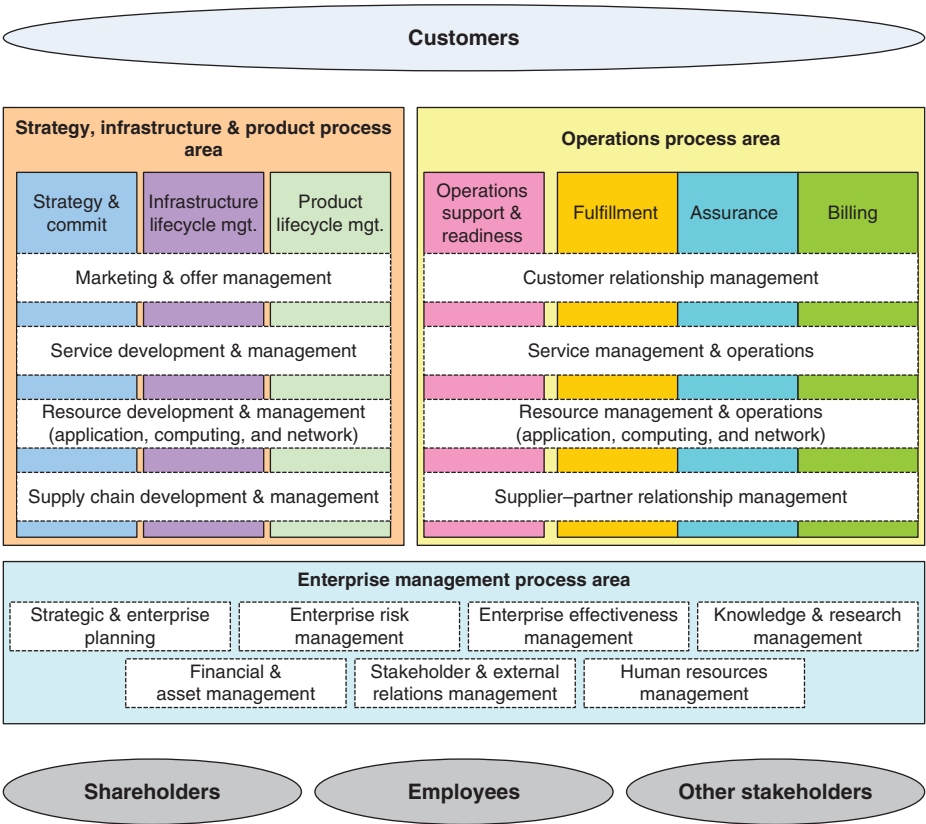 Customers
Strategy, infrastructure & product process
area
Strategy &
commit
Infrastructure
lifecycle mgt.
Product
lifecycle mgt.
Marketing & offer management
Service development & management
Resource development & management
(application, computing, and network)
Supply chain development & management
Operations process area
Operations
support &
readiness
Fulfillment
Assurance
Billing
Customer relationship management
Service management & operations
Resource management & operations
(application, computing, and network)
Supplier–partner relationship management
Enterprise management process area
Strategic & enterprise
planning
Enterprise risk
management
Enterprise effectiveness
management
Knowledge & research
management
Financial &
asset management
Stakeholder & external
relations management
Human resources
management
Shareholders
Employees
Other stakeholders